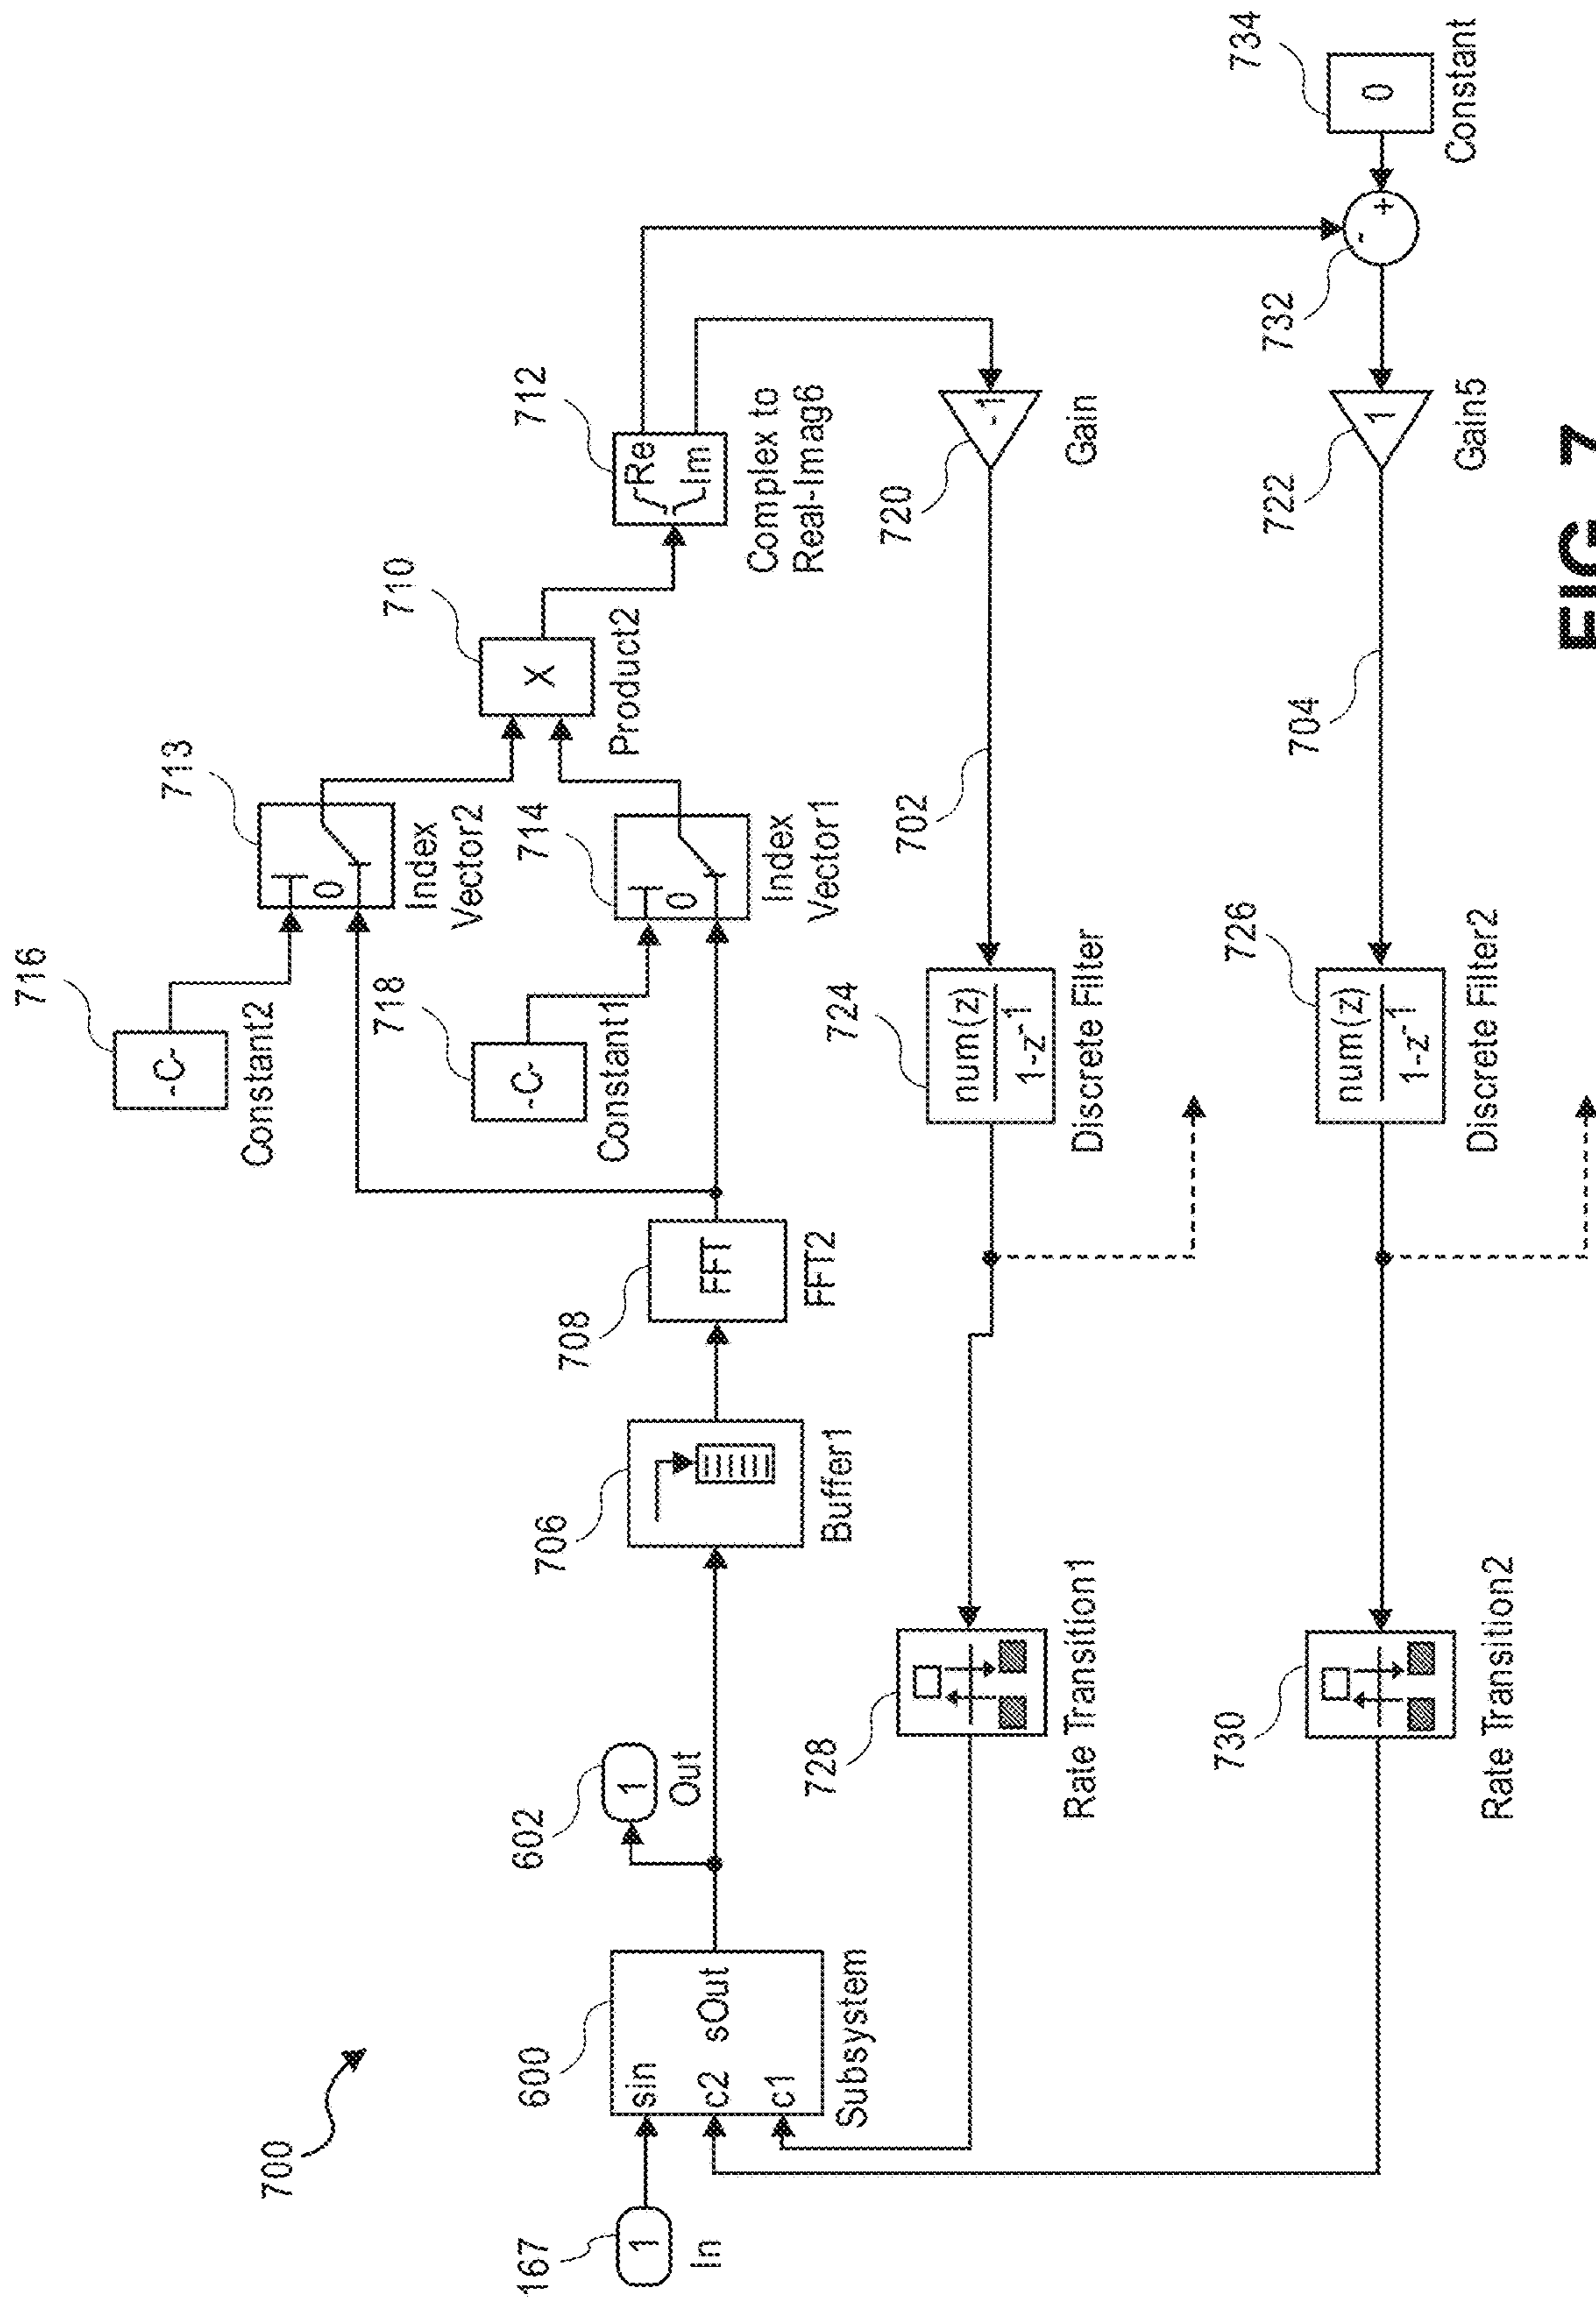 700
716
-C-
Constant2
713
0
Index
Vector2
718
-C-
Constant1
714
0
Index
Vector1
710
X
Product2
712
Re
Im
Complex to
Real-Imag6
167
1
In
600
sIn
c2
c1
sOut
Subsystem
602
1
Out
706
Buffer1
708
FFT
FFT2
728
Rate Transition1
724
num(z)
1-z-1
Discrete Filter
702
720
-1
Gain
730
Rate Transition2
726
num(z)
1-z-1
Discrete Filter2
704
722
1
Gain5
732
-
+
734
0
Constant
FIG. 7